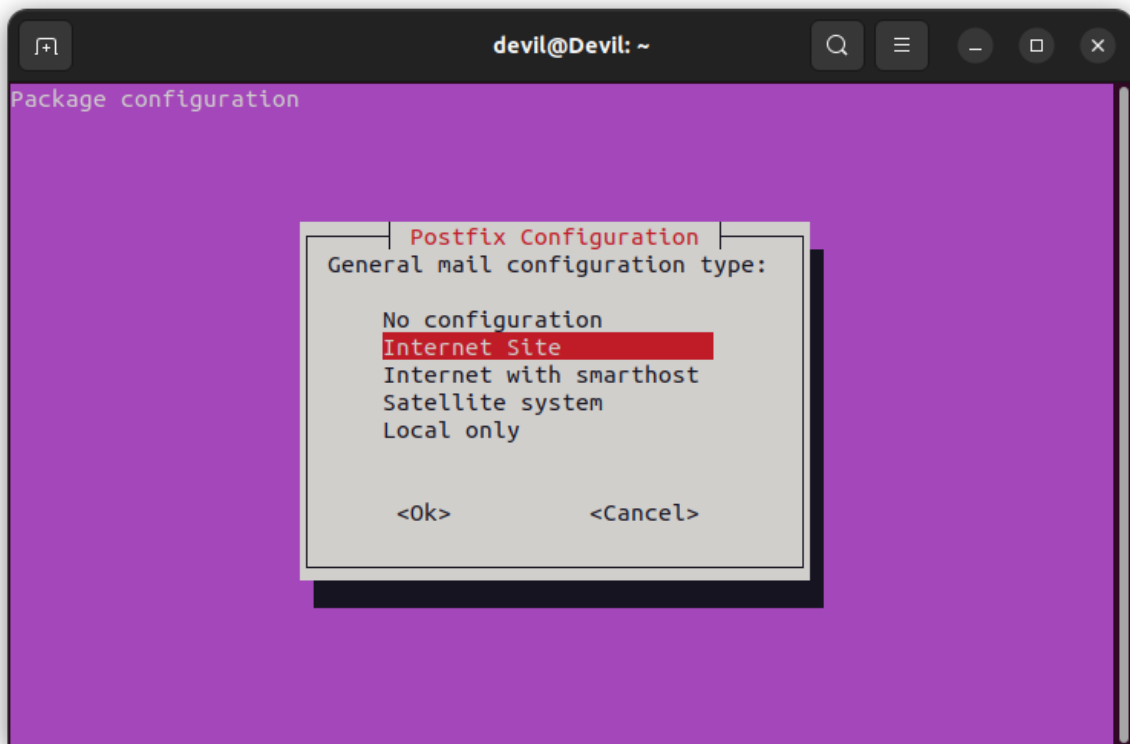 devil@Devil: ~
Package configuration
Postfix Configuration
General mail configuration type:
No configuration
Internet Site
Internet with smarthost
Satellite system
Local only
<Ok> <Cancel>